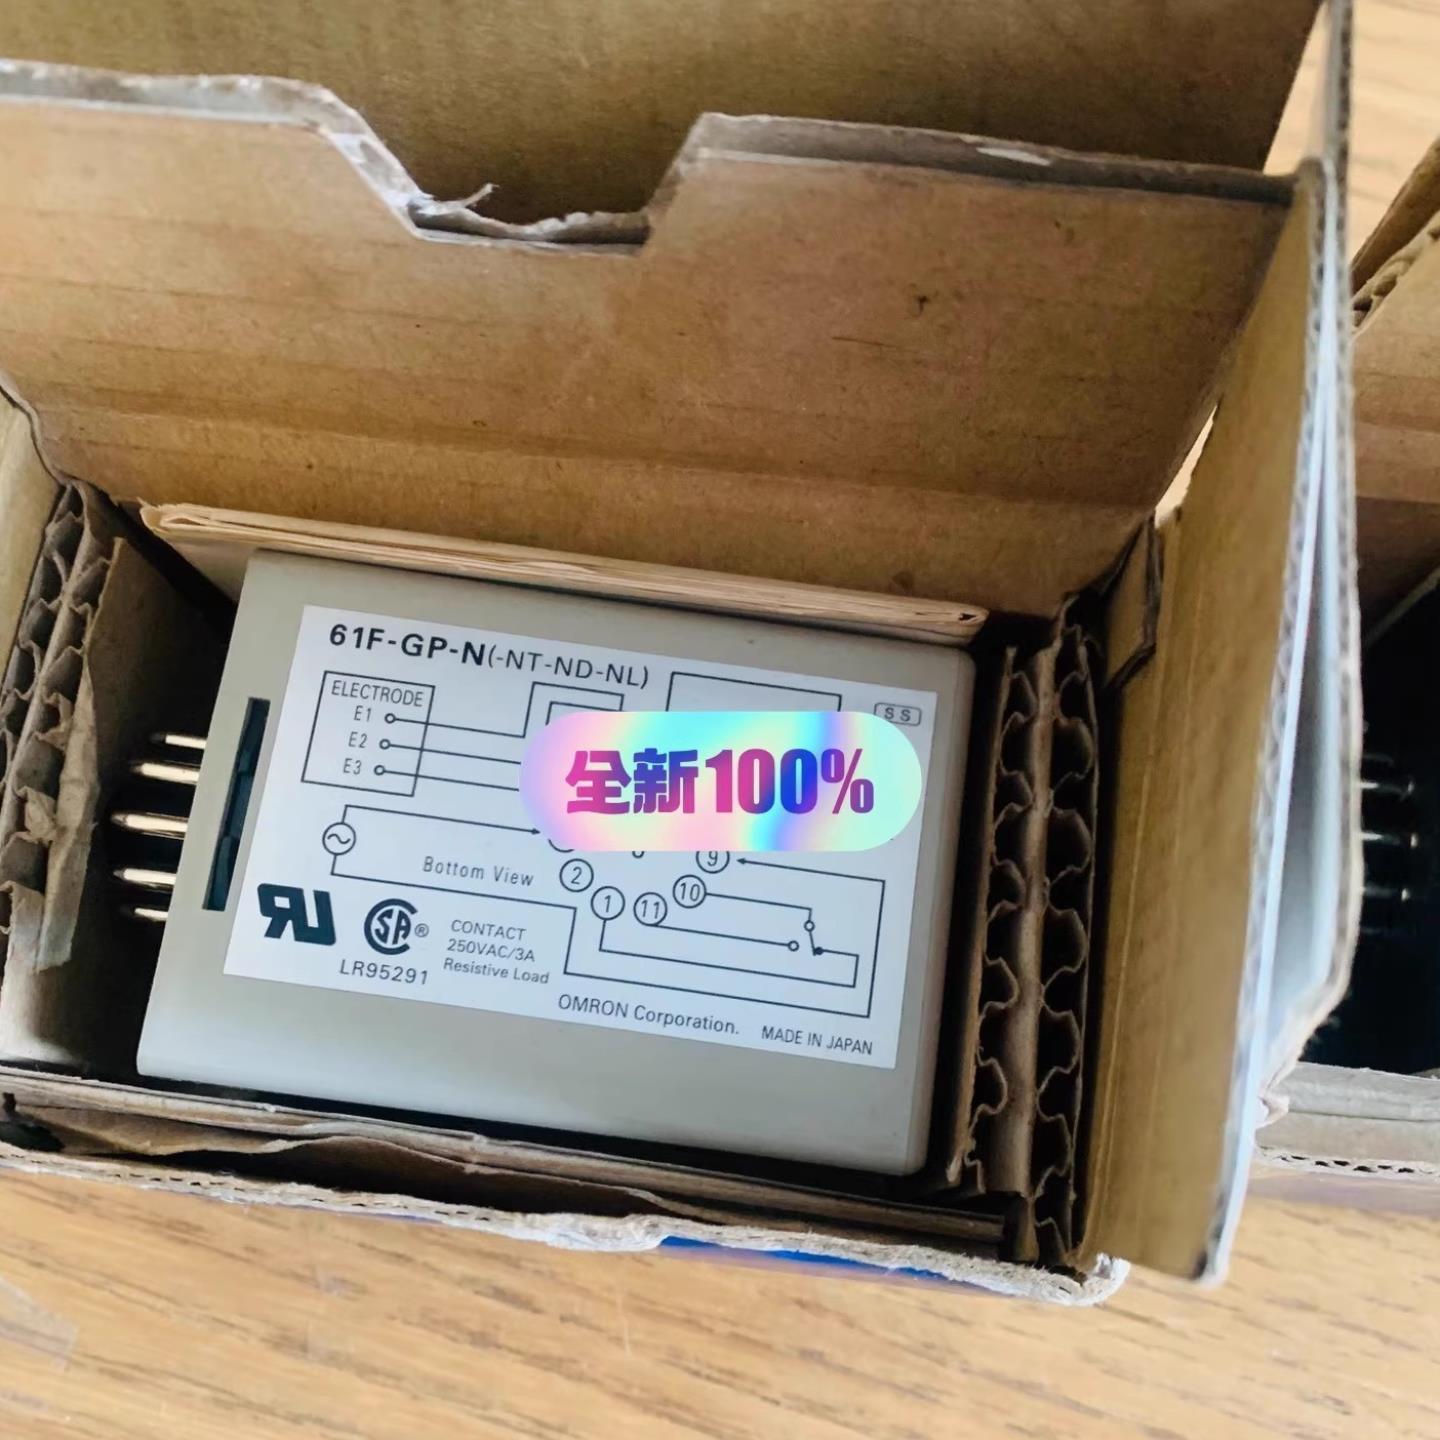 61F-GP-N(-NT-ND-NL)
ELECTRODE
E1
E2
E3
SS
全新100%
9
Bottom View
2
10
1
11
CONTACT
250VAC/3A
Resistive Load
LR95291
OMRON Corporation.
MADE IN JAPAN